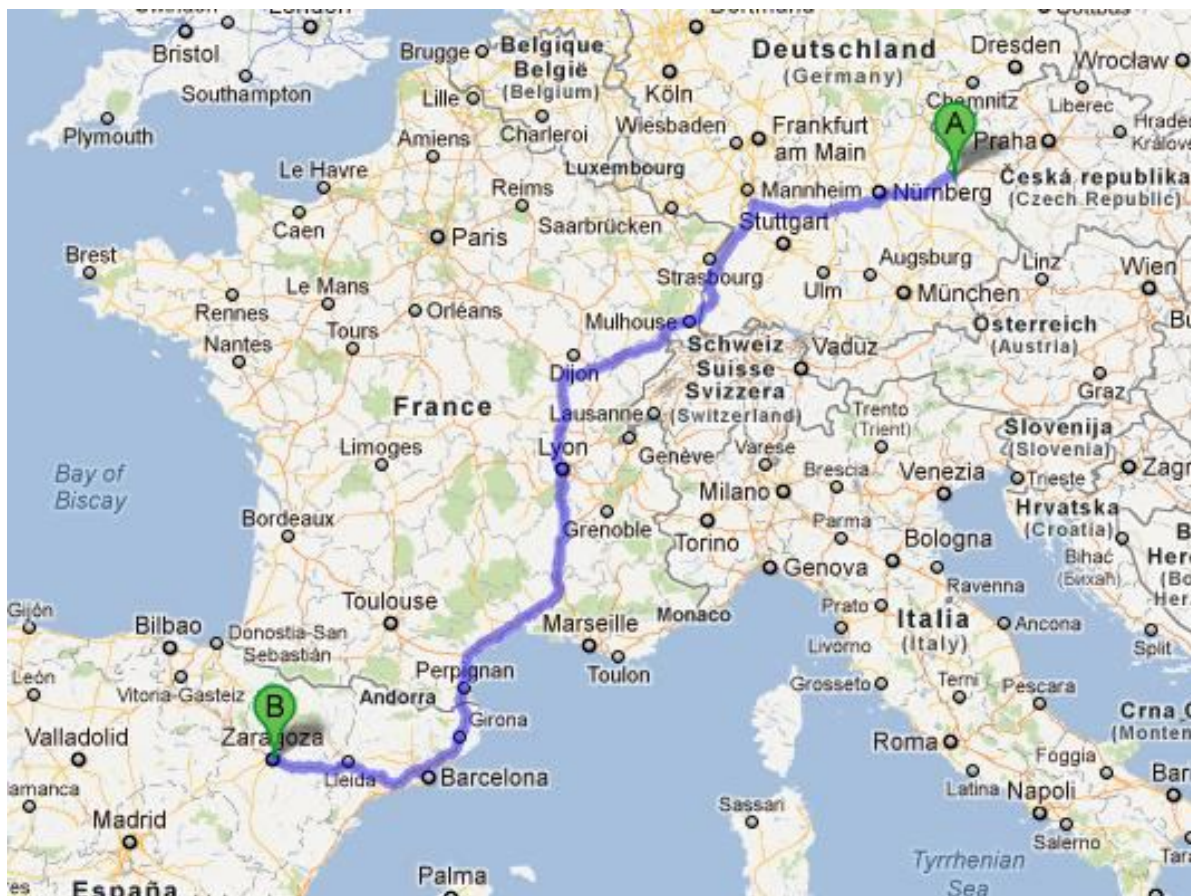 Bristol
Southampton
Plymouth
Brugge
Belgique
België
(Belgium)
Lille
Charleroi
Amiens
Luxembourg
Deutschland
(Germany)
Köln
Wiesbaden
Frankfurt
am Main
Dresden
Chemnitz
Wrocław
Liberec
A
Praha
Česká republika
(Czech Republic)
Le Havre
Caen
Reims
Saarbrücken
Mannheim
Nürnberg
Stuttgart
Paris
Brest
Le Mans
Rennes
Orléans
Tours
Nantes
Strasbourg
Ulm
Augsburg
München
Linz
Wien
Mulhouse
Schweiz
Suisse
Svizzera
(Switzerland)
Vaduz
Österreich
(Austria)
Graz
Dijon
France
Lausanne
Genève
Limoges
Lyon
Trento
(Trient)
Slovenija
(Slovenia)
Varese
Brescia
Venezia
Trieste
Zagr
Bay of
Biscay
Milano
Hrvatska
(Croatia)
Bordeaux
Grenoble
Torino
Parma
Bologna
Bihać
(Бихаћ)
Genova
Ravenna
Gijón
Toulouse
Monaco
Prato
Italia
(Italy)
Ancona
Bilbao
Donostia-San
Sebastián
Marseille
Toulon
Livorno
Split
León
Vitoria-Gasteiz
Perpignan
Andorra
Grosseto
Terni
Pescara
B
Girona
Crna
(Monten
Valladolid
Zaragoza
Lleida
Barcelona
Roma
Foggia
Latina
Napoli
Salerno
Madrid
Sassari
España
Palma
Tyrrhenian
Sea